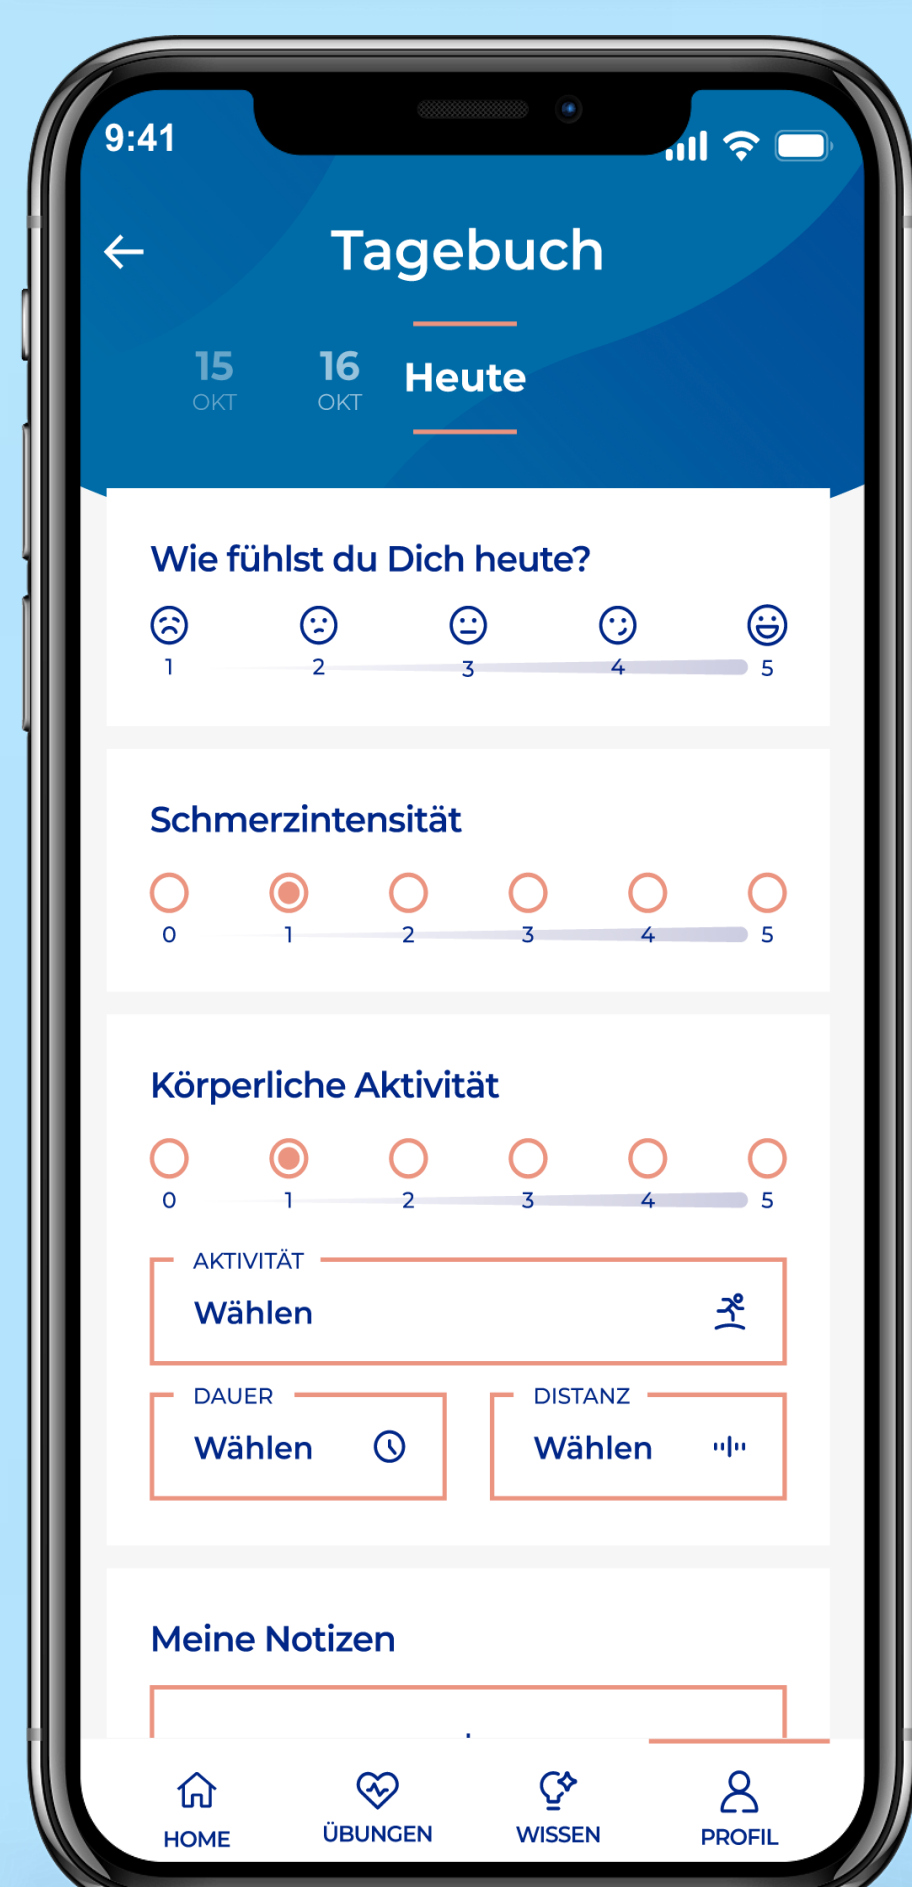 9:41
Tagebuch
15 16 Heute
OKT OKT
Wie fühlst du Dich heute?
1 2 3 4 5
Schmerzintensität
0 1 2 3 4 5
Körperliche Aktivität
0 1 2 3 4 5
AKTIVITÄT
Wählen
DAUER DISTANZ
Wählen Wählen
Meine Notizen
HOME ÜBUNGEN WISSEN PROFIL